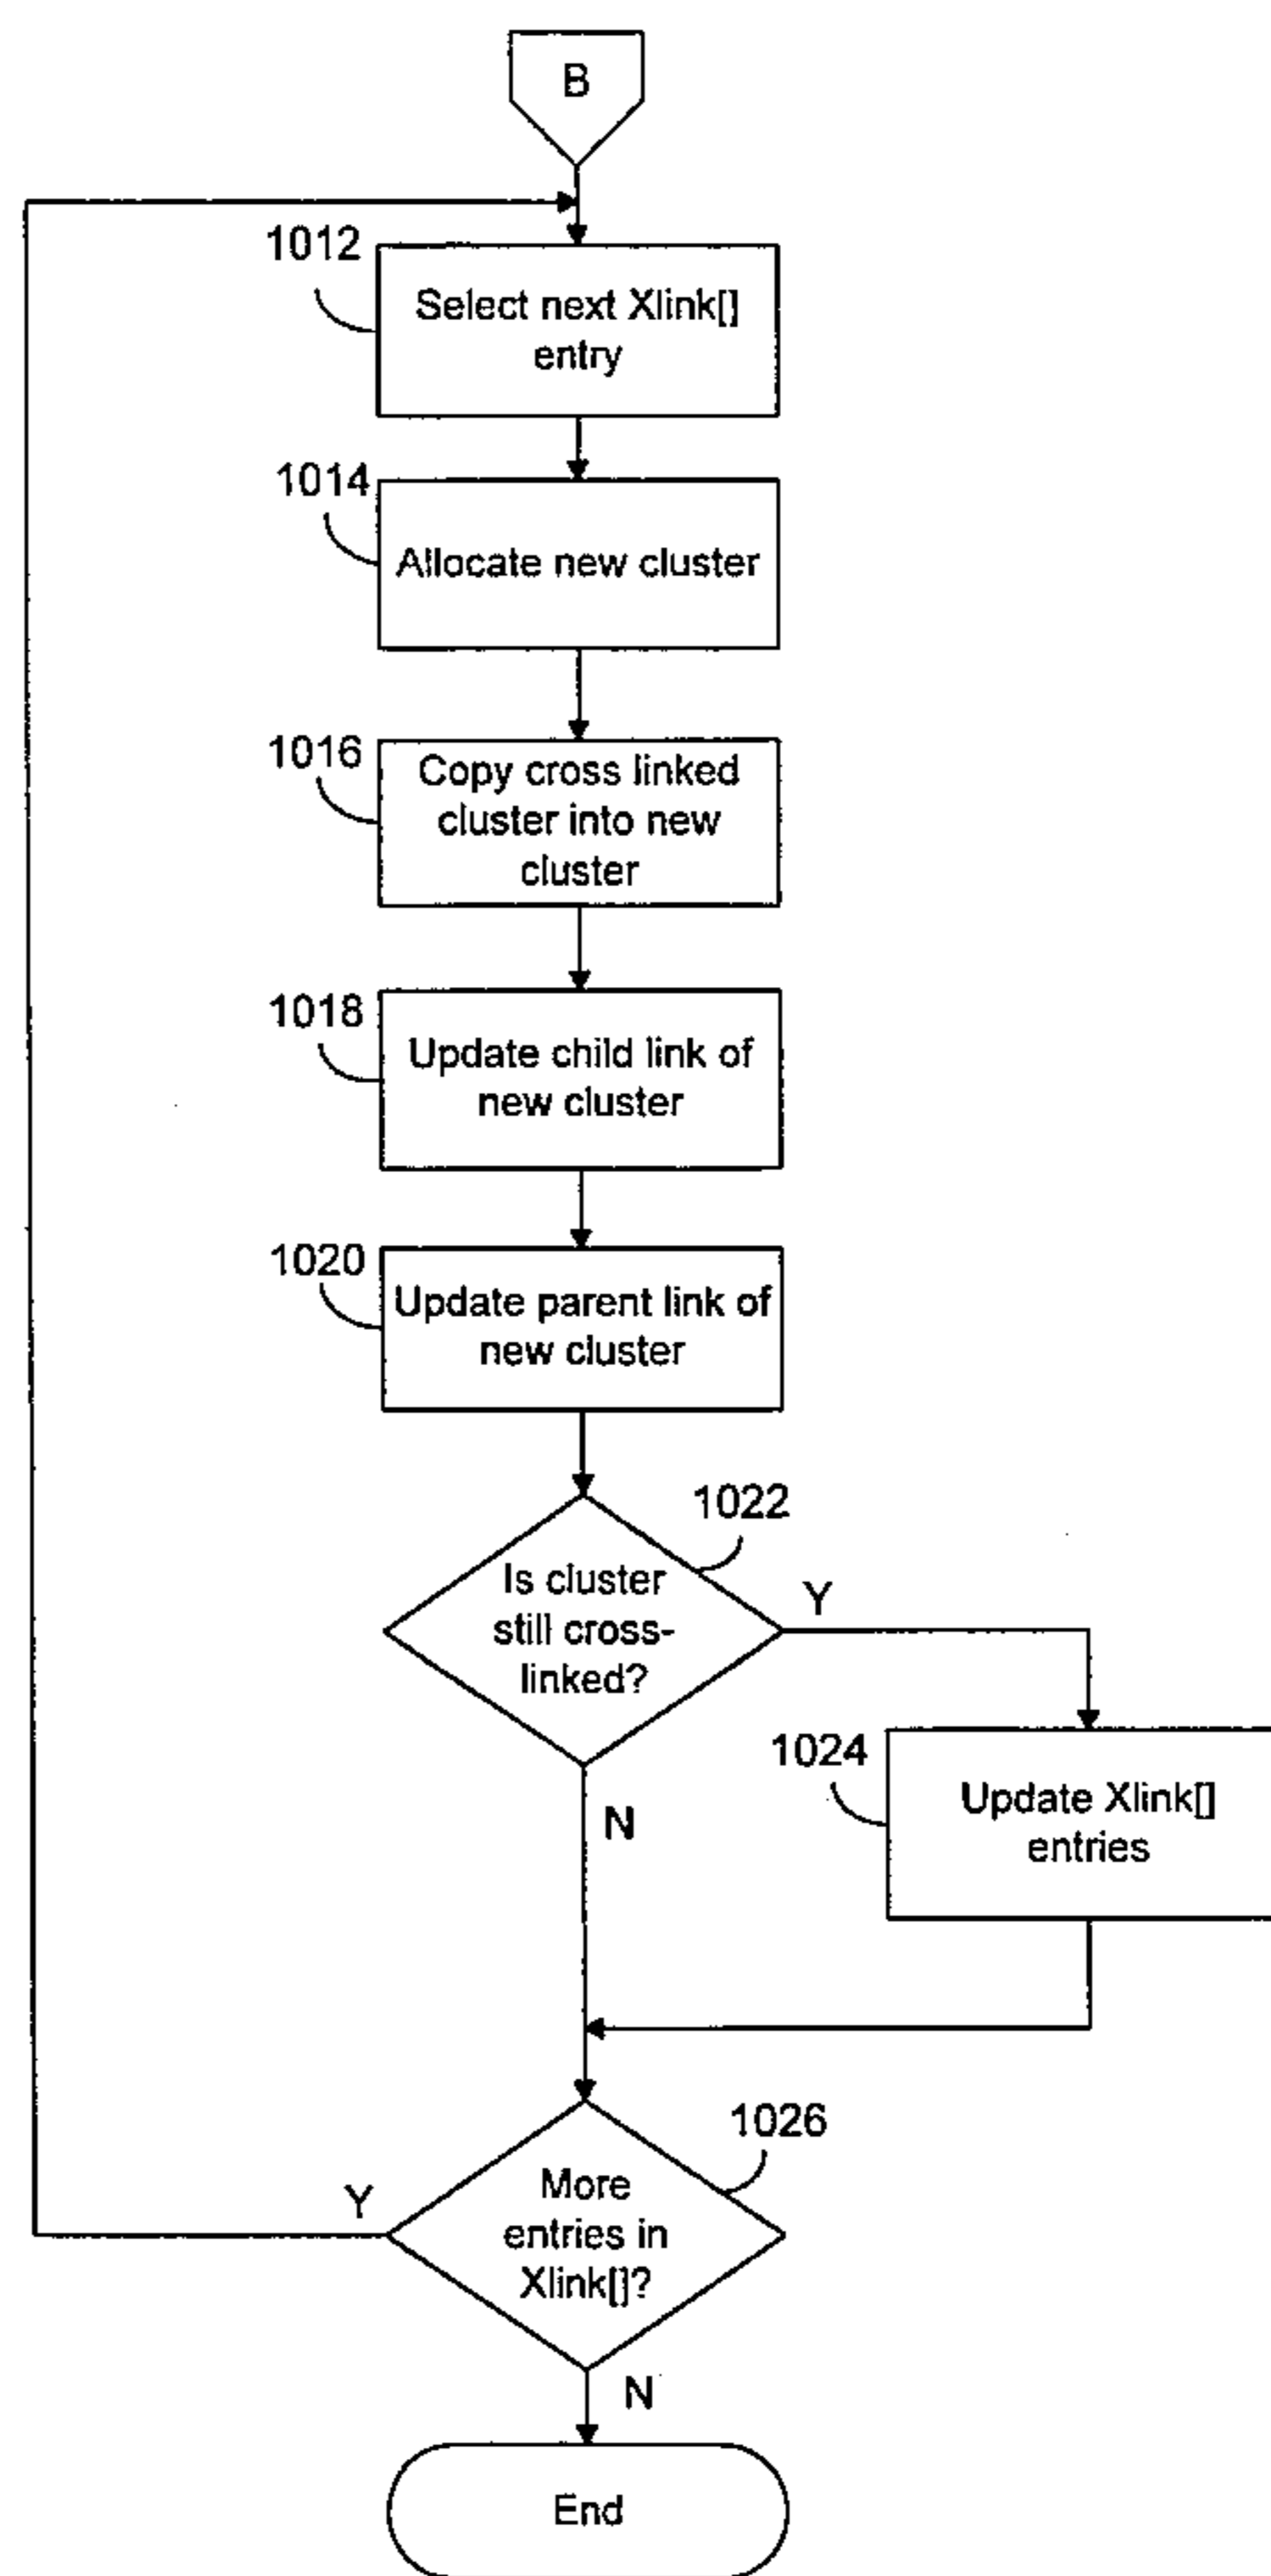 B
1012
Select next Xlink[]
entry
1014
Allocate new cluster
1016
Copy cross linked
cluster into new
cluster
1018
Update child link of
new cluster
1020
Update parent link of
new cluster
1022
Is cluster
still cross-
linked?
Y
N
1024
Update Xlink[]
entries
1026
More
entries in
Xlink[]?
Y
N
End